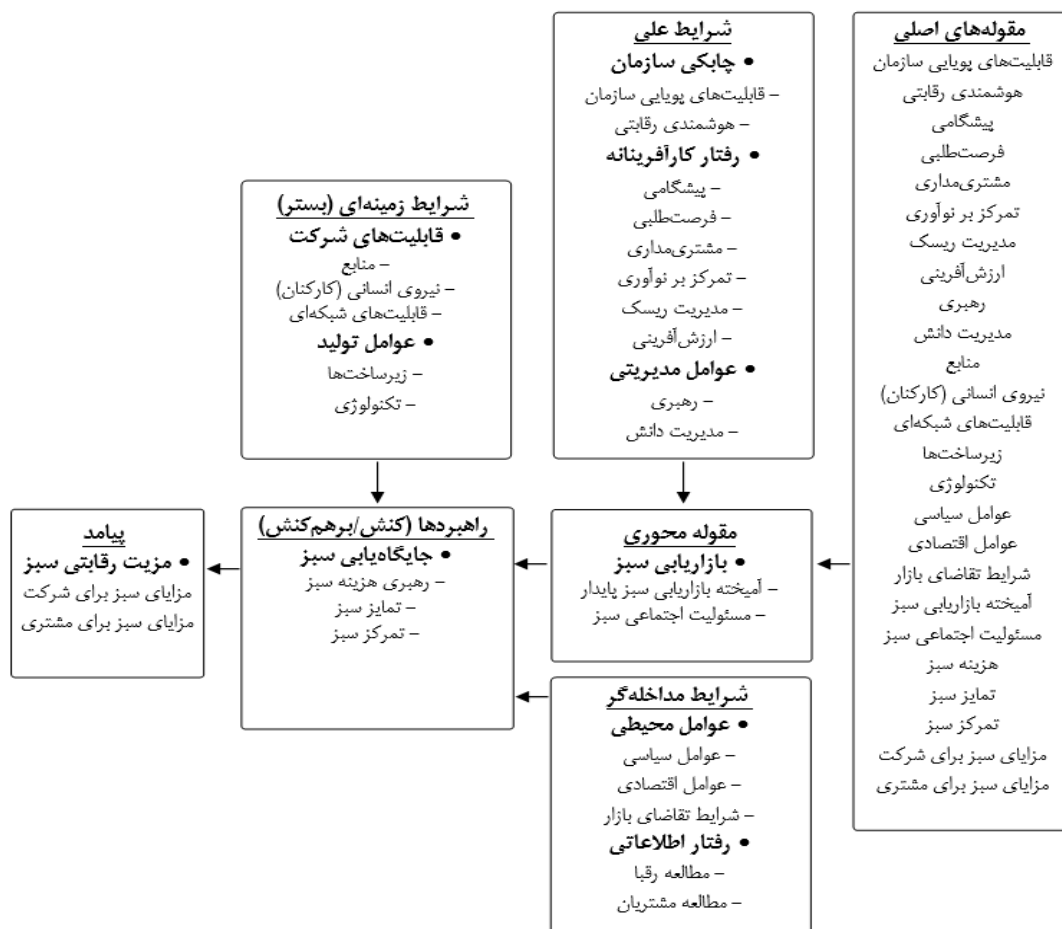 مقوله‌های اصلی
قابلیت‌های پویایی سازمان
هوشمندی رقابتی
پیشگامی
فرصت‌طلبی
مشتری‌مداری
تمرکز بر نوآوری
مدیریت ریسک
ارزش‌آفرینی
رهبری
مدیریت دانش
منابع
نیروی انسانی (کارکنان)
قابلیت‌های شبکه‌ای
زیرساخت‌ها
تکنولوژی
عوامل سیاسی
عوامل اقتصادی
شرایط تقاضای بازار
آمیخته بازاریابی سبز
مسئولیت اجتماعی سبز
هزینه سبز
تمایز سبز
تمرکز سبز
مزایای سبز برای شرکت
مزایای سبز برای مشتری
شرایط علی
• چابکی سازمان
– قابلیت‌های پویایی سازمان
– هوشمندی رقابتی
• رفتار کارآفرینانه
– پیشگامی
– فرصت‌طلبی
– مشتری‌مداری
– تمرکز بر نوآوری
– مدیریت ریسک
– ارزش‌آفرینی
• عوامل مدیریتی
– رهبری
– مدیریت دانش
شرایط زمینه‌ای (بستر)
• قابلیت‌های شرکت
– منابع
– نیروی انسانی (کارکنان)
– قابلیت‌های شبکه‌ای
• عوامل تولید
– زیرساخت‌ها
– تکنولوژی
مقوله محوری
• بازاریابی سبز
– آمیخته بازاریابی سبز پایدار
– مسئولیت اجتماعی سبز
راهبردها (کنش/برهم‌کنش)
• جایگاه‌یابی سبز
– رهبری هزینه سبز
– تمایز سبز
– تمرکز سبز
پیامد
• مزیت رقابتی سبز
مزایای سبز برای شرکت
مزایای سبز برای مشتری
شرایط مداخله‌گر
• عوامل محیطی
– عوامل سیاسی
– عوامل اقتصادی
– شرایط تقاضای بازار
• رفتار اطلاعاتی
– مطالعه رقبا
– مطالعه مشتریان